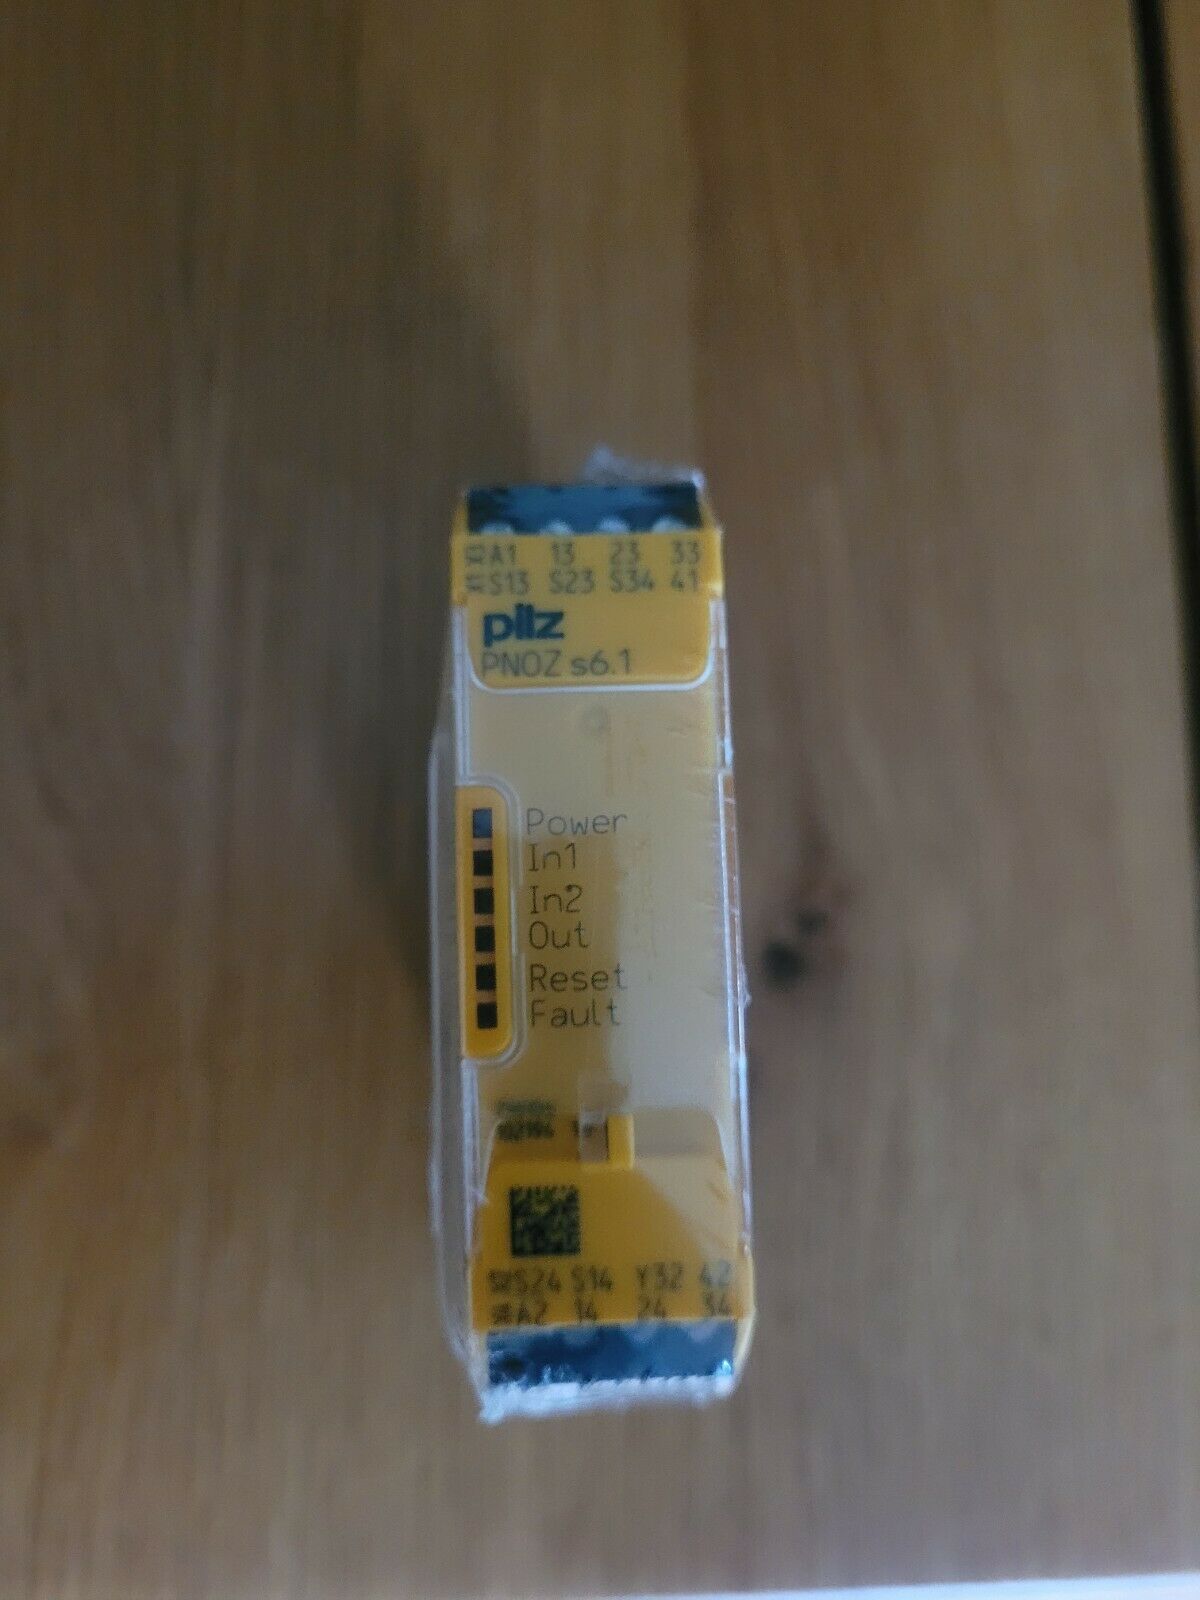 A1 13 23 33
S13 S23 S34 41
pilz
PNOZ s6.1
Power
In1
In2
Out
Reset
Fault
S24 S14 Y32 42
A2 14 24 34